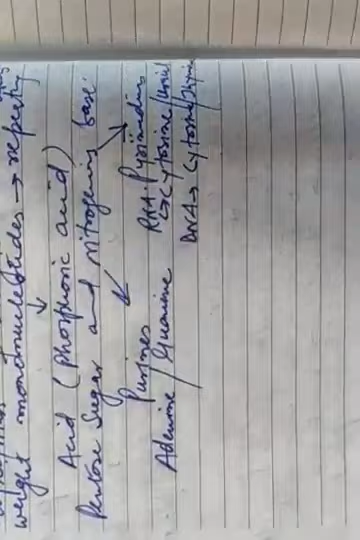 weight mononucleotides → repeating
Acid (Phosphoric acid)
Pentose Sugar and nitrogenous base.
Purines RNA- Pyrimidine
Adenine/Guanine ↳ Cytosine/Uracil
DNA → Cytosine/Thymine